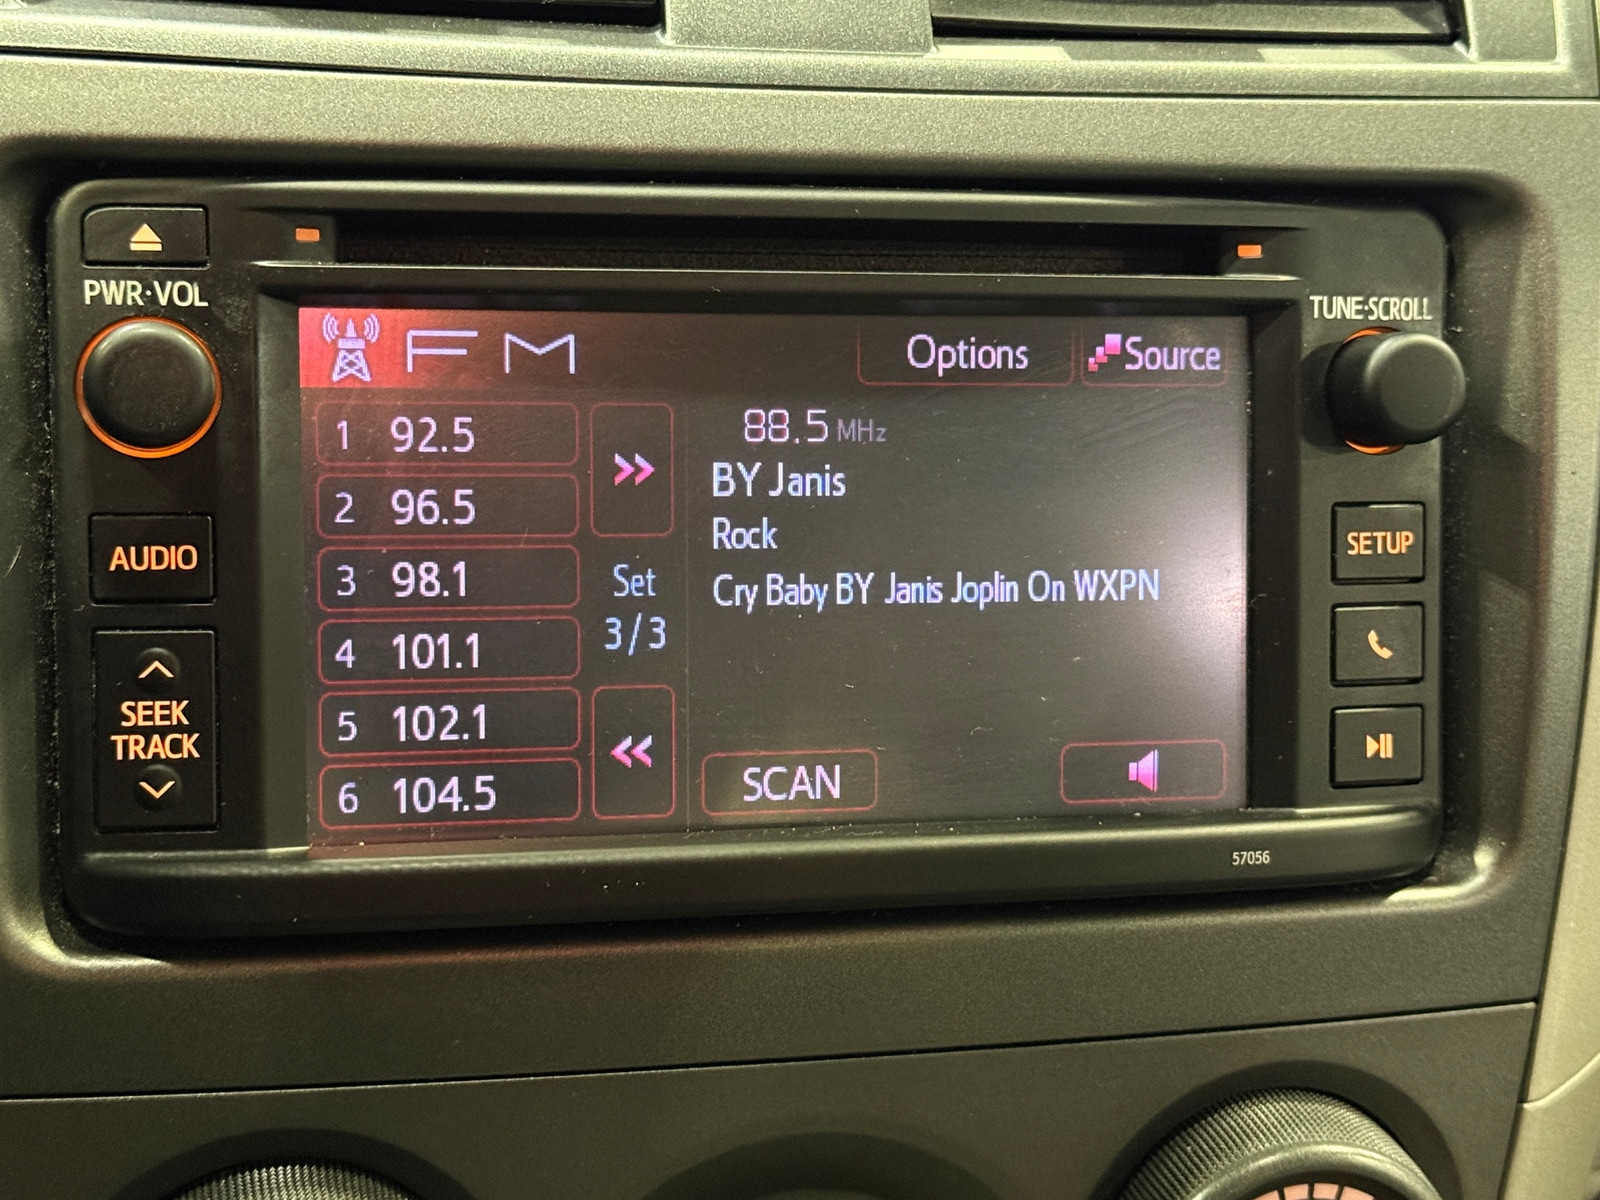 PWR·VOL
TUNE·SCROLL
FM
Options
Source
1 92.5
2 96.5
3 98.1
4 101.1
5 102.1
6 104.5
Set
3/3
88.5 MHz
BY Janis
Rock
Cry Baby BY Janis Joplin On WXPN
SCAN
AUDIO
SEEK
TRACK
SETUP
57056